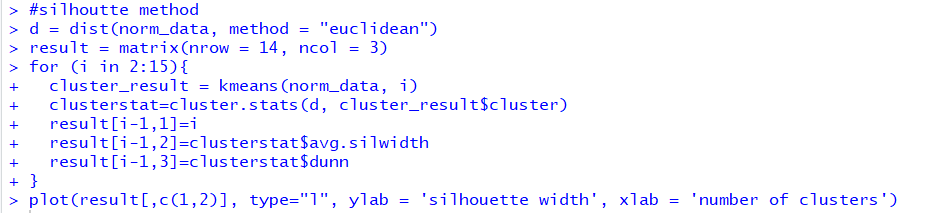 > #silhoutte method
> d = dist(norm_data, method = "euclidean")
> result = matrix(nrow = 14, ncol = 3)
> for (i in 2:15){
+   cluster_result = kmeans(norm_data, i)
+   clusterstat=cluster.stats(d, cluster_result$cluster)
+   result[i-1,1]=i
+   result[i-1,2]=clusterstat$avg.silwidth
+   result[i-1,3]=clusterstat$dunn
+ }
> plot(result[,c(1,2)], type="l", ylab = 'silhouette width', xlab = 'number of clusters')